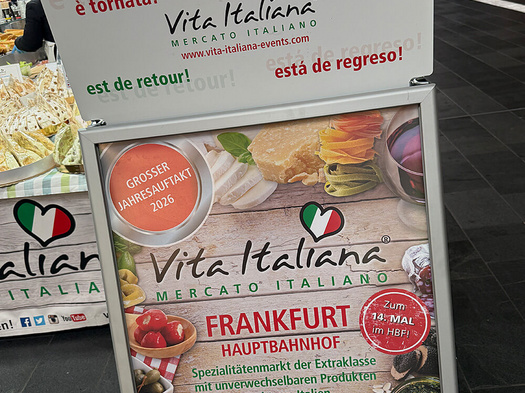 è tornata!
Vita Italiana
MERCATO ITALIANO
www.vita-italiana-events.com
est de retour!
está de regreso!
GROSSER
JAHRESAUFTAKT
2026
Vita Italiana®
MERCATO ITALIANO
FRANKFURT
HAUPTBAHNHOF
Zum
14. MAL
im HBF!
Spezialitätenmarkt der Extraklasse
mit unverwechselbaren Produkten
Italien
aliana
ITALIANO
YouTube